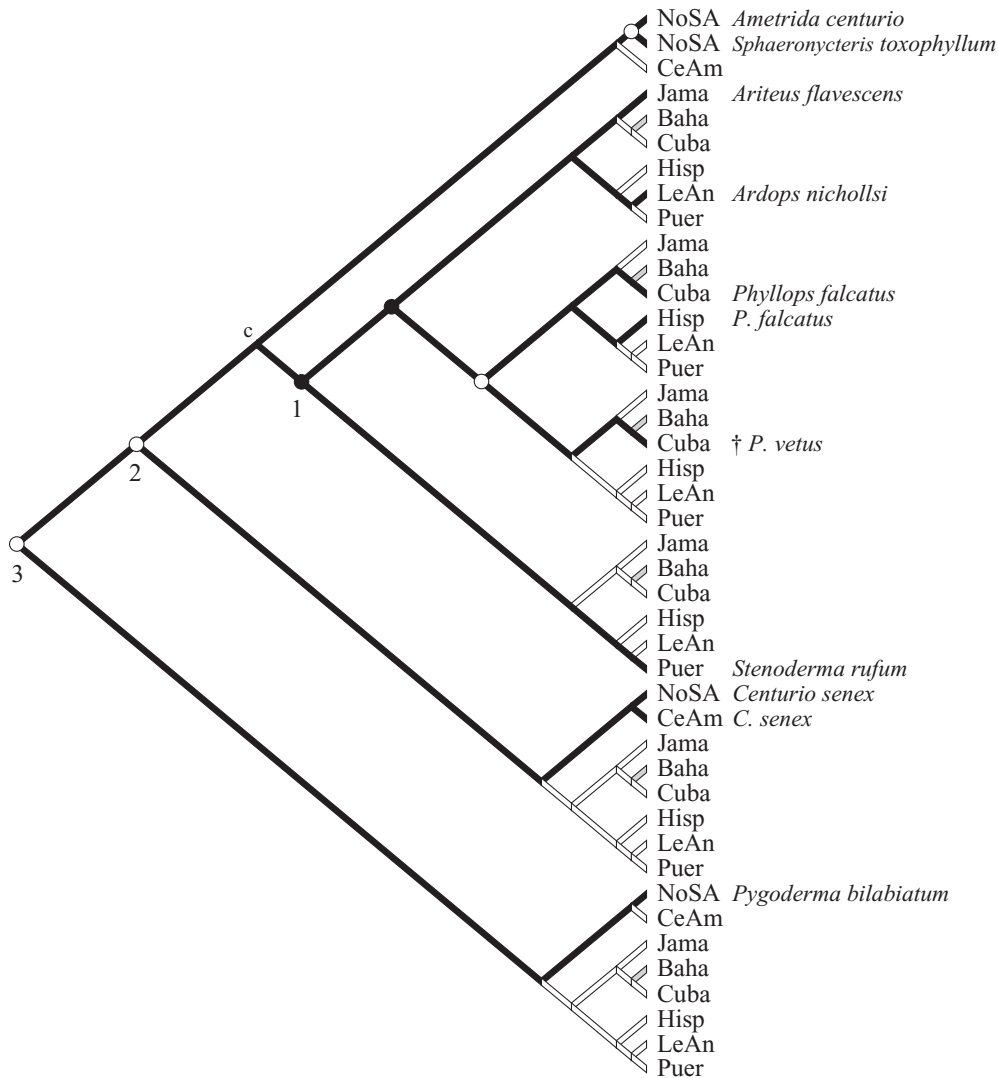 NoSA Ametrida centurio
NoSA Sphaeronycteris toxophyllum
CeAm
Jama Ariteus flavescens
Baha
Cuba
Hisp
LeAn Ardops nichollsi
Puer
Jama
Baha
Cuba Phyllops falcatus
Hisp P. falcatus
c
LeAn
Puer
Jama
1
Baha
Cuba † P. vetus
2
Hisp
LeAn
Puer
Jama
3
Baha
Cuba
Hisp
LeAn
Puer Stenoderma rufum
NoSA Centurio senex
CeAm C. senex
Jama
Baha
Cuba
Hisp
LeAn
Puer
NoSA Pygoderma bilabiatum
CeAm
Jama
Baha
Cuba
Hisp
LeAn
Puer